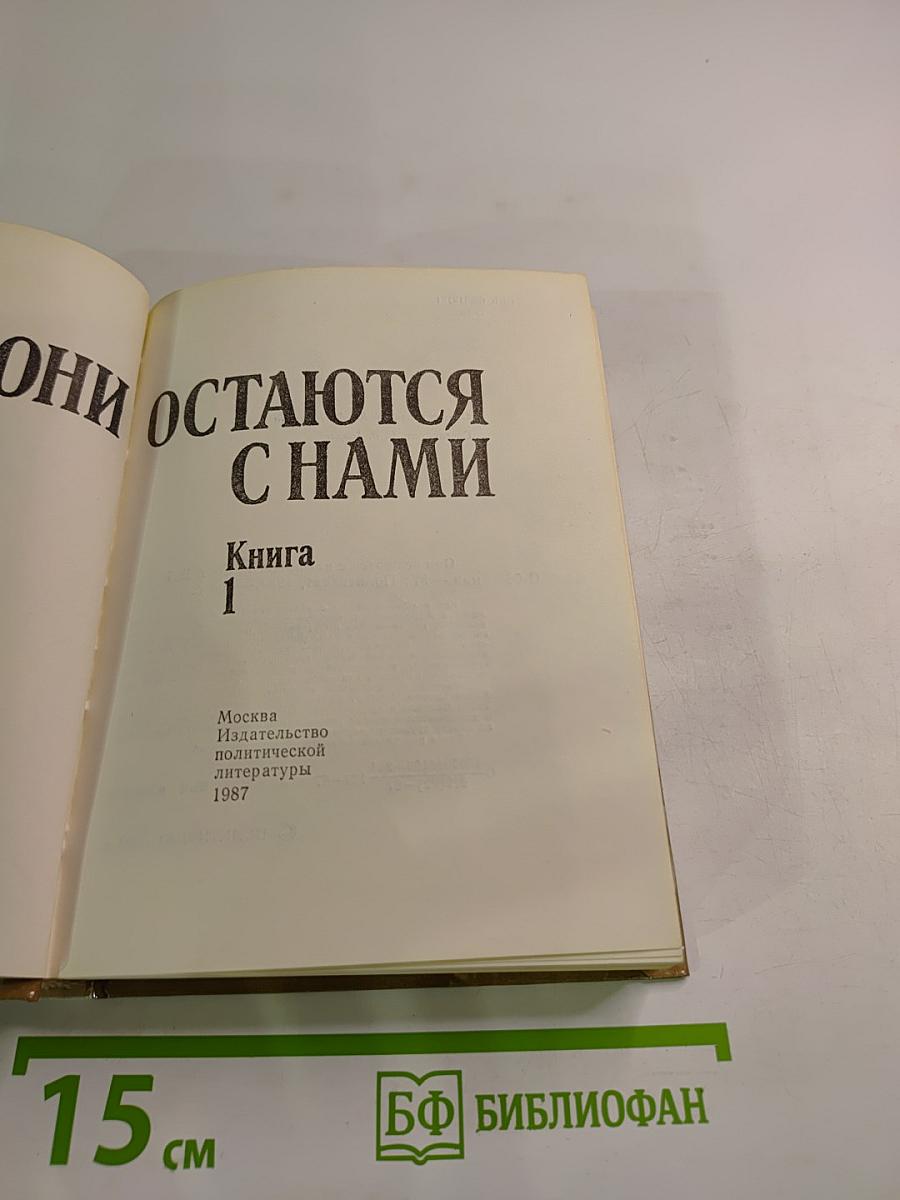 ОНИ ОСТАЮТСЯ
С НАМИ
Книга
1
Москва
Издательство
политической
литературы
1987
15 см
БФ БИБЛИОФАН